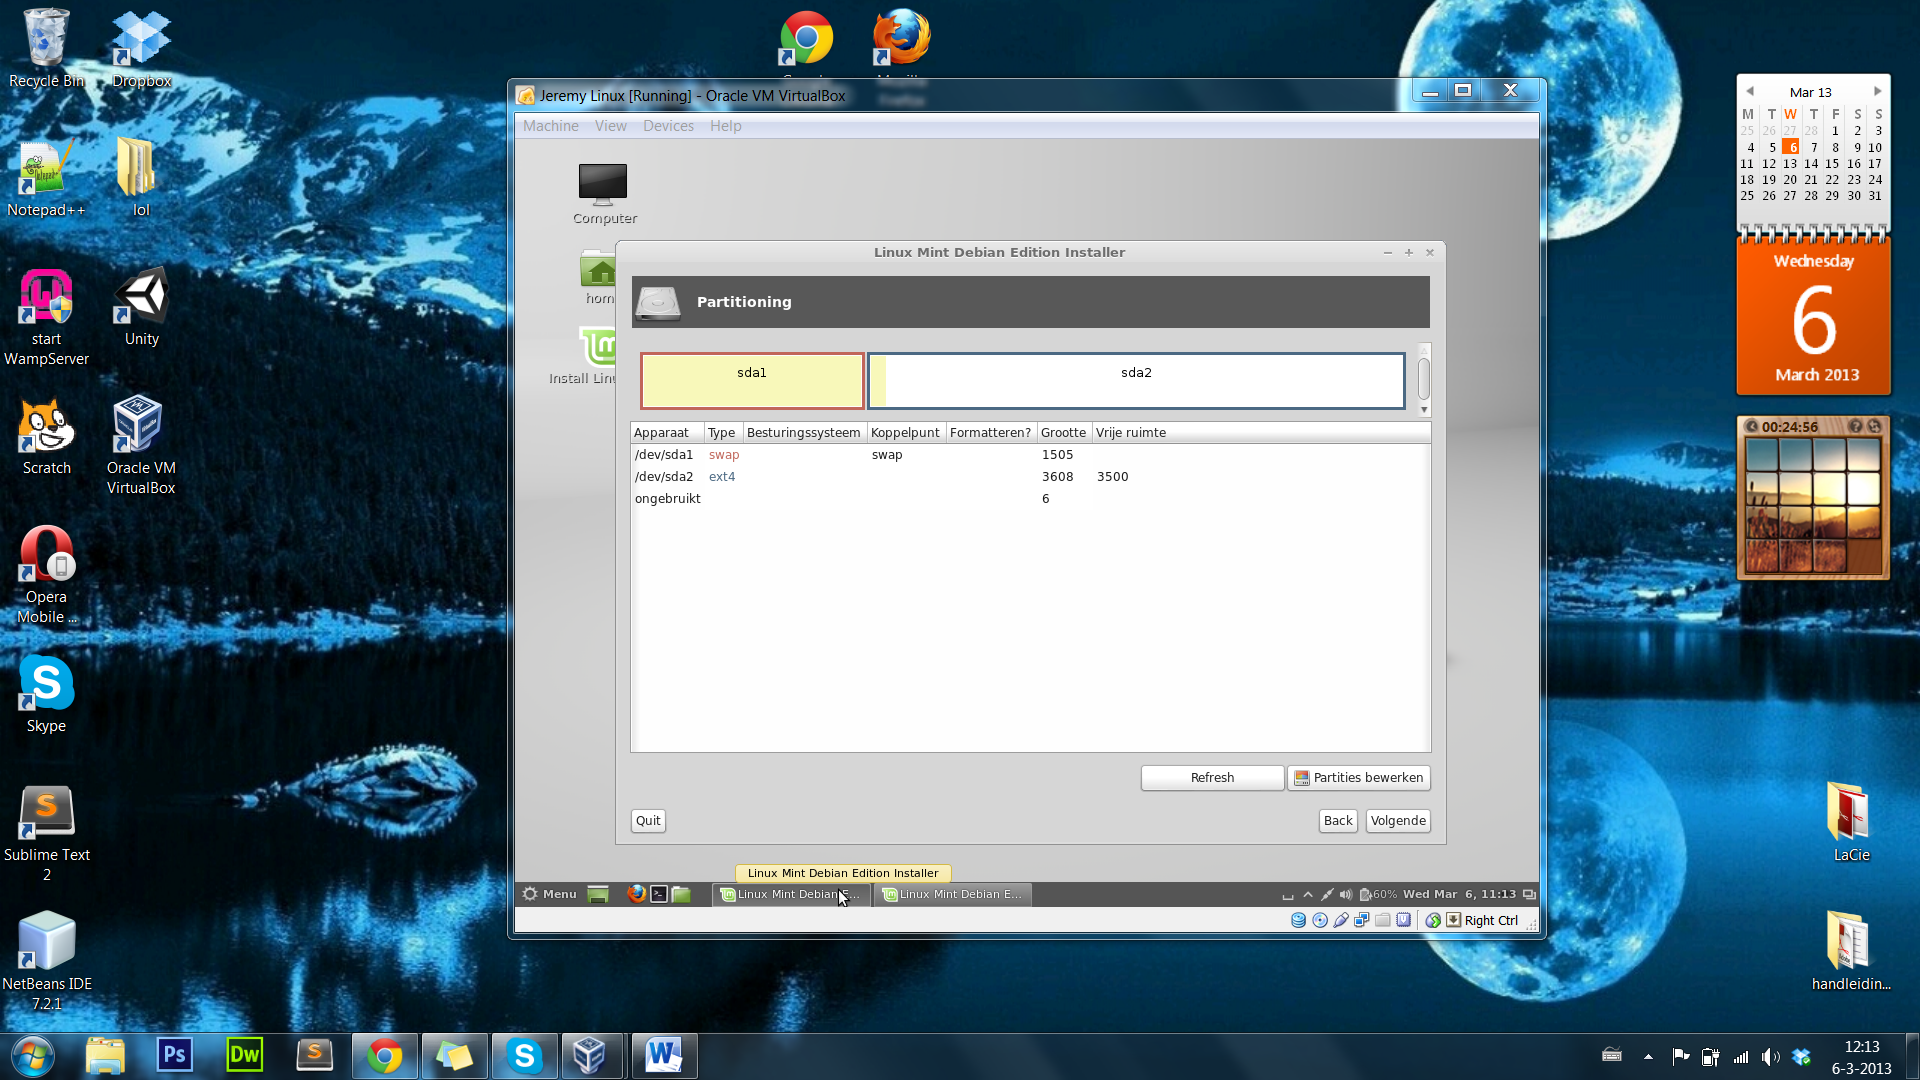 Recycle Bin
Dropbox
Notepad++
lol
start
WampServer
Unity
Scratch
Oracle VM
VirtualBox
Opera
Mobile ...
Skype
Sublime Text
2
NetBeans IDE
7.2.1
Jeremy Linux [Running] - Oracle VM VirtualBox
Machine View Devices Help
Computer
hom
Install Linu
Linux Mint Debian Edition Installer
Partitioning
sda1
sda2
Apparaat Type Besturingssysteem Koppelpunt Formatteren? Grootte Vrije ruimte
/dev/sda1 swap swap 1505
/dev/sda2 ext4 3608 3500
ongebruikt 6
Refresh
Partities bewerken
Quit
Back
Volgende
Linux Mint Debian Edition Installer
Menu
Linux Mint Debian E...
Linux Mint Debian E...
60% Wed Mar 6, 11:13
Right Ctrl
Mar 13
M T W T F S S
25 26 27 28 1 2 3
4 5 6 7 8 9 10
11 12 13 14 15 16 17
18 19 20 21 22 23 24
25 26 27 28 29 30 31
Wednesday
6
March 2013
00:24:56
LaCie
handleidin...
Ps
Dw
12:13
6-3-2013